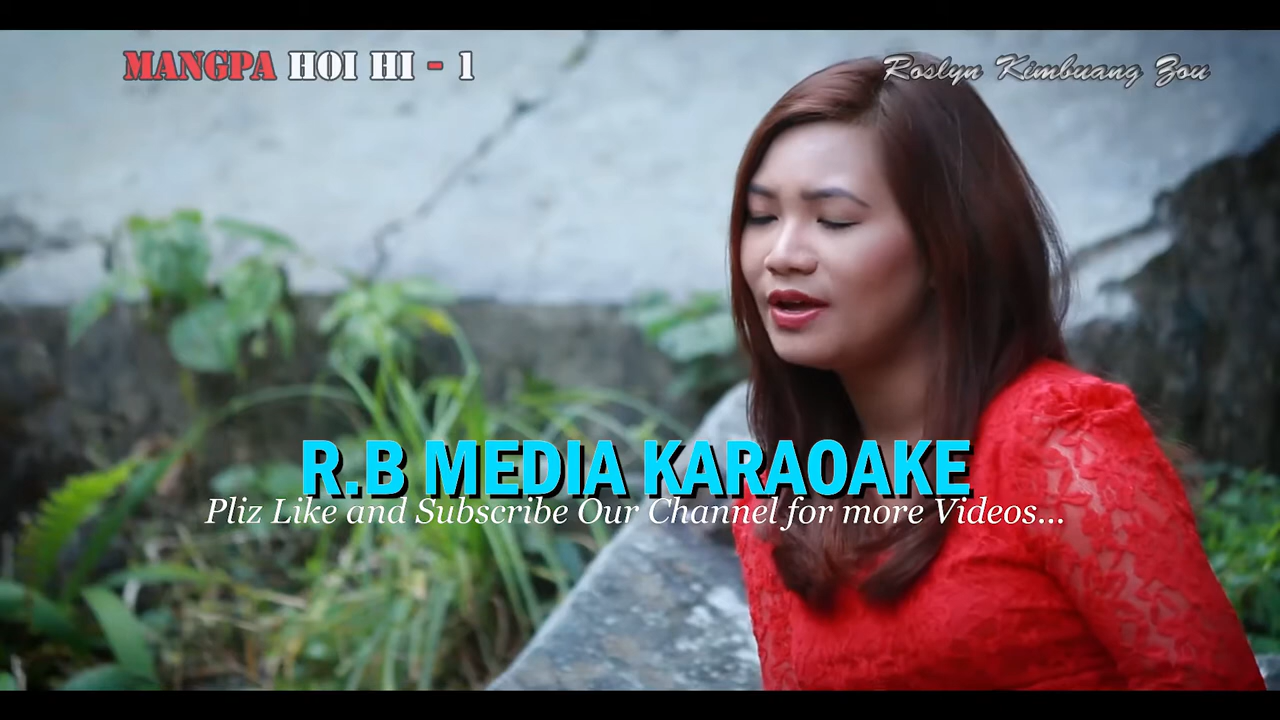 MANGPA HOI HI - 1
Roslyn Kimbuang Zou
R.B MEDIA KARAOAKE
Pliz Like and Subscribe Our Channel for more Videos...